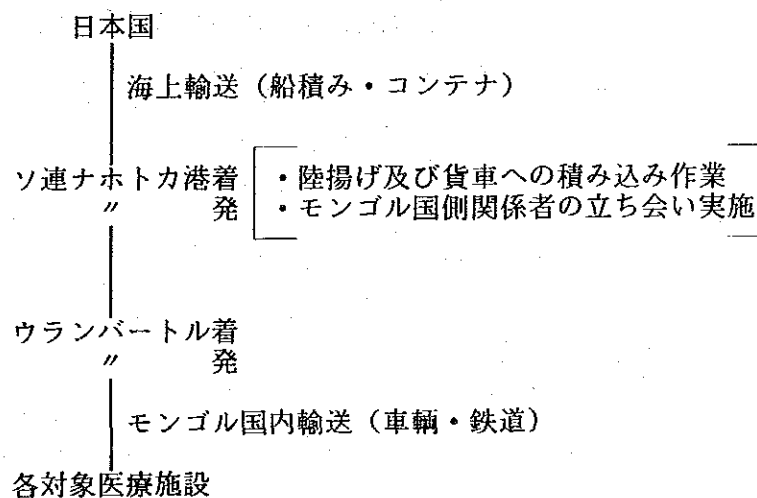 日本国
海上輸送（船積み・コンテナ）
ソ連ナホトカ港着
・陸揚げ及び貨車への積み込み作業
〃　発
・モンゴル国側関係者の立ち会い実施
ウランバートル着
〃　発
モンゴル国内輸送（車輌・鉄道）
各対象医療施設